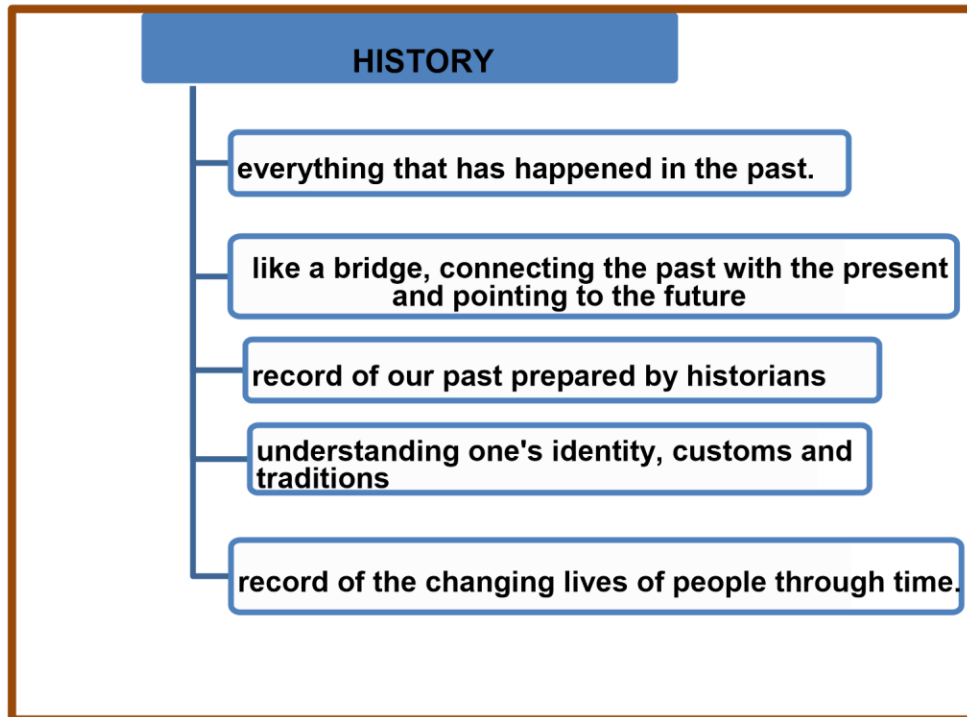 HISTORY
everything that has happened in the past.
like a bridge, connecting the past with the present
and pointing to the future
record of our past prepared by historians
understanding one's identity, customs and
traditions
record of the changing lives of people through time.